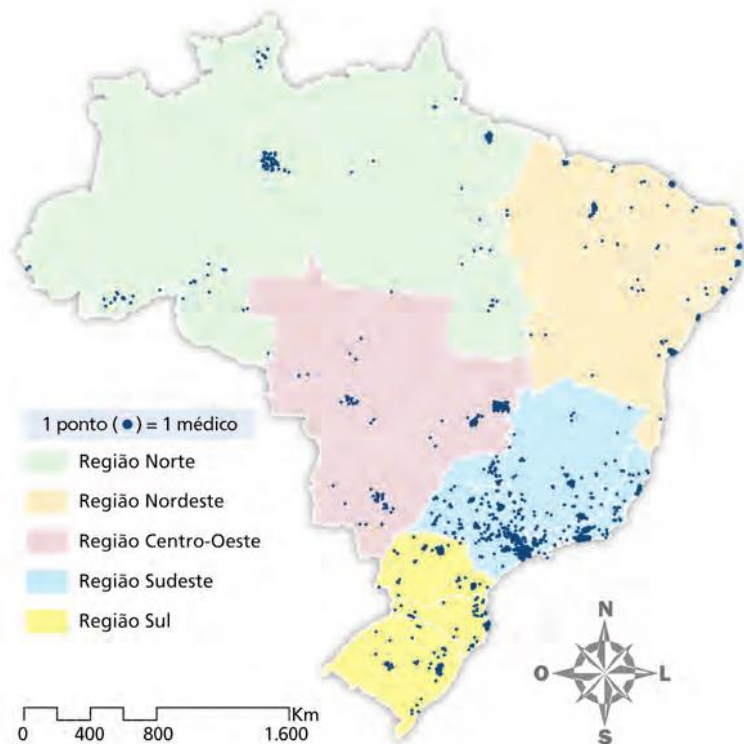 1 ponto (●) = 1 médico
Região Norte
Região Nordeste
Região Centro-Oeste
Região Sudeste
Região Sul
N
O
L
S
Km
0 400 800 1.600